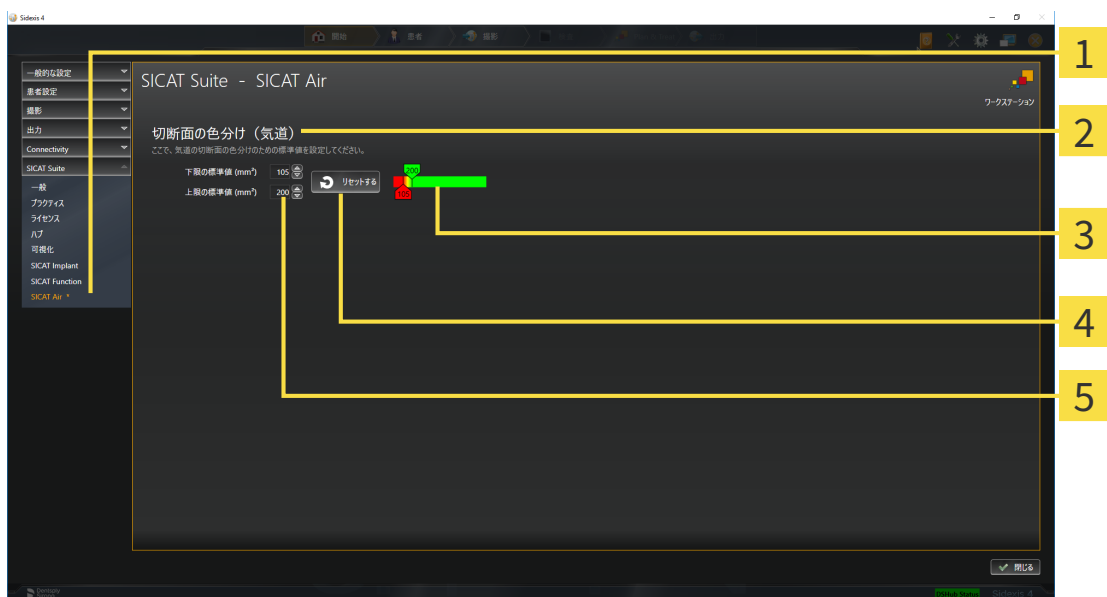 Sidexis 4
開始
患者
撮影
一般的な設定
患者設定
撮影
出力
Connectivity
SICAT Suite
一般
プラクティス
ライセンス
ハブ
可視化
SICAT Implant
SICAT Function
SICAT Air *
SICAT Suite - SICAT Air
ワークステーション
切断面の色分け（気道）
ここで、気道の切断面の色分けのための標準値を設定してください。
下限の標準値 (mm²) 105
上限の標準値 (mm²) 200
リセットする
200
105
閉じる
Dentsply
Sirona
DSHub Status
Sidexis 4
1
2
3
4
5